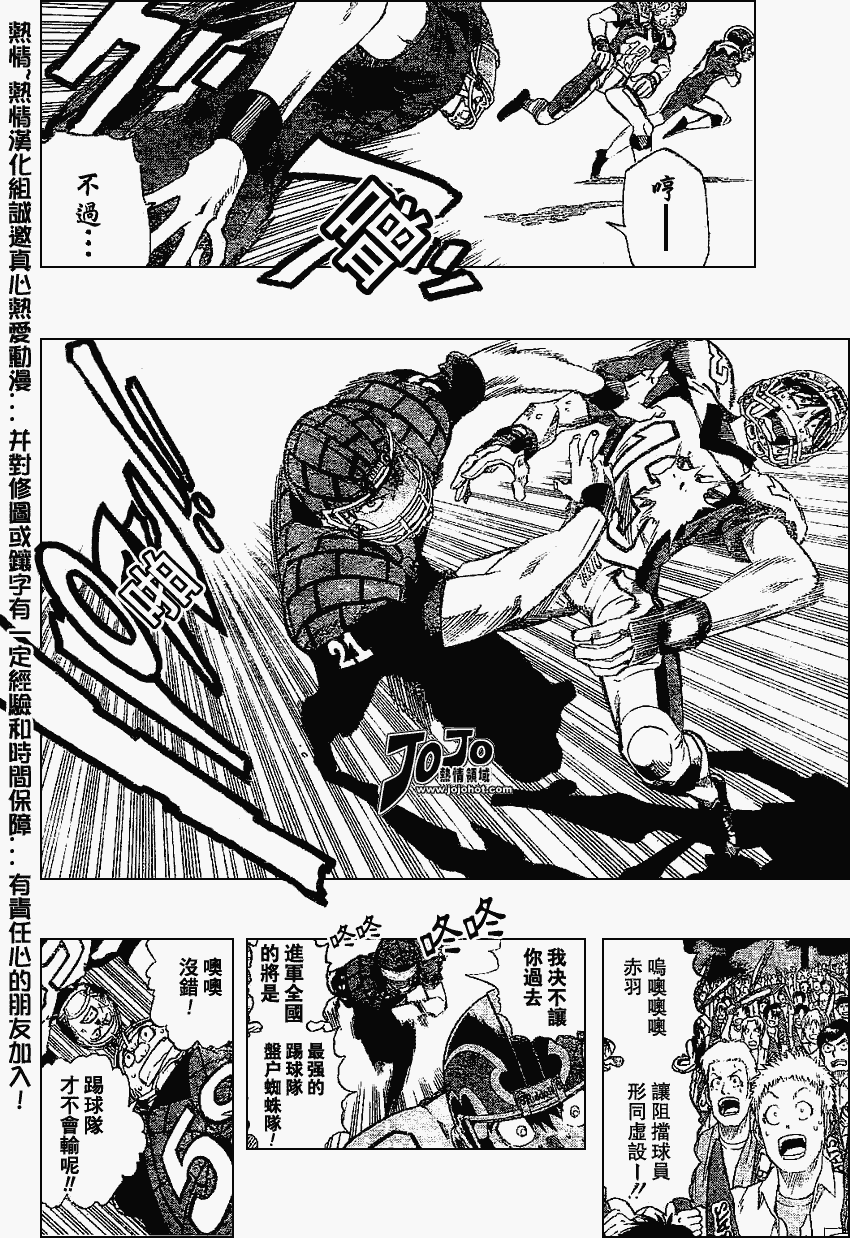 哼——
不過…
噌
啪
21
JOJO
熱情領域
www.jojohot.com
嗚噢噢噢
赤羽
讓阻擋球員
形同虛設—!!
咚咚
咚咚
我决不讓
你過去
進軍全國
的將是
最强的
踢球隊
盤户蜘蛛隊!
噢噢
沒錯!
踢球隊
才不會輸呢!!
熱情、熱情漢化組誠邀真心熱愛動漫...并對修圖或鑲字有一定經驗和時間保障...有責任心的朋友加入!